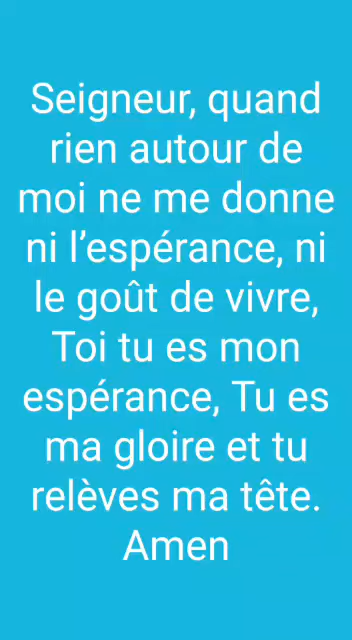 Seigneur, quand
rien autour de
moi ne me donne
ni l’espérance, ni
le goût de vivre,
Toi tu es mon
espérance, Tu es
ma gloire et tu
relèves ma tête.
Amen